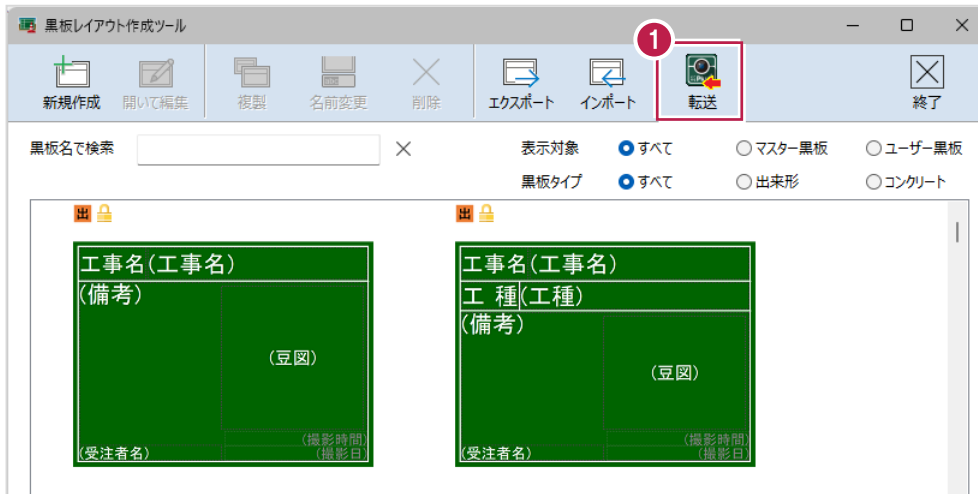 黒板レイアウト作成ツール
1
新規作成 開いて編集 複製 名前変更 削除 エクスポート インポート 転送 終了
黒板名で検索 表示対象 すべて マスター黒板 ユーザー黒板
黒板タイプ すべて 出来形 コンクリート
出 出
工事名(工事名) 工事名(工事名)
(備考) 工 種(工種)
(備考)
(豆図) (豆図)
(撮影時間) (撮影時間)
(受注者名) (撮影日) (受注者名) (撮影日)